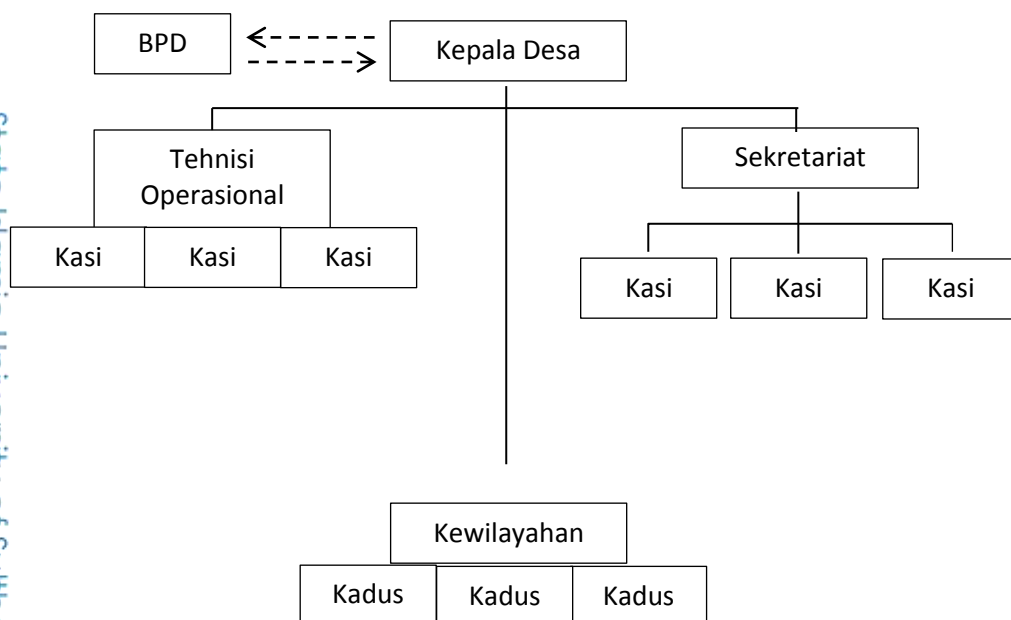 BPD
Kepala Desa
Tehnisi
Operasional
Sekretariat
Kasi
Kasi
Kasi
Kasi
Kasi
Kasi
Kewilayahan
Kadus
Kadus
Kadus